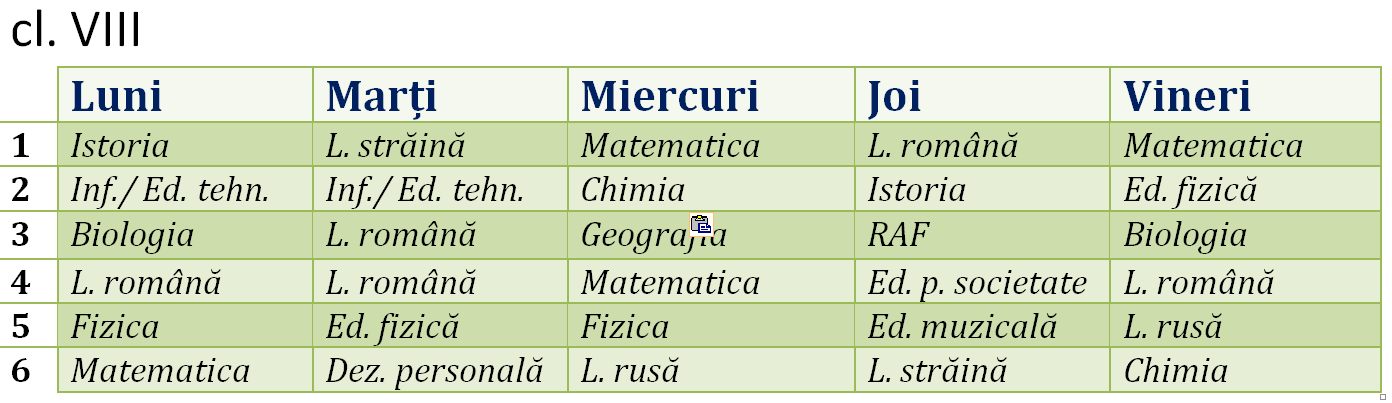 cl. VIII
Luni Marți Miercuri Joi Vineri
1 Istoria L. străină Matematica L. română Matematica
2 Inf./ Ed. tehn. Inf./ Ed. tehn. Chimia Istoria Ed. fizică
3 Biologia L. română Geografia RAF Biologia
4 L. română L. română Matematica Ed. p. societate L. română
5 Fizica Ed. fizică Fizica Ed. muzicală L. rusă
6 Matematica Dez. personală L. rusă L. străină Chimia